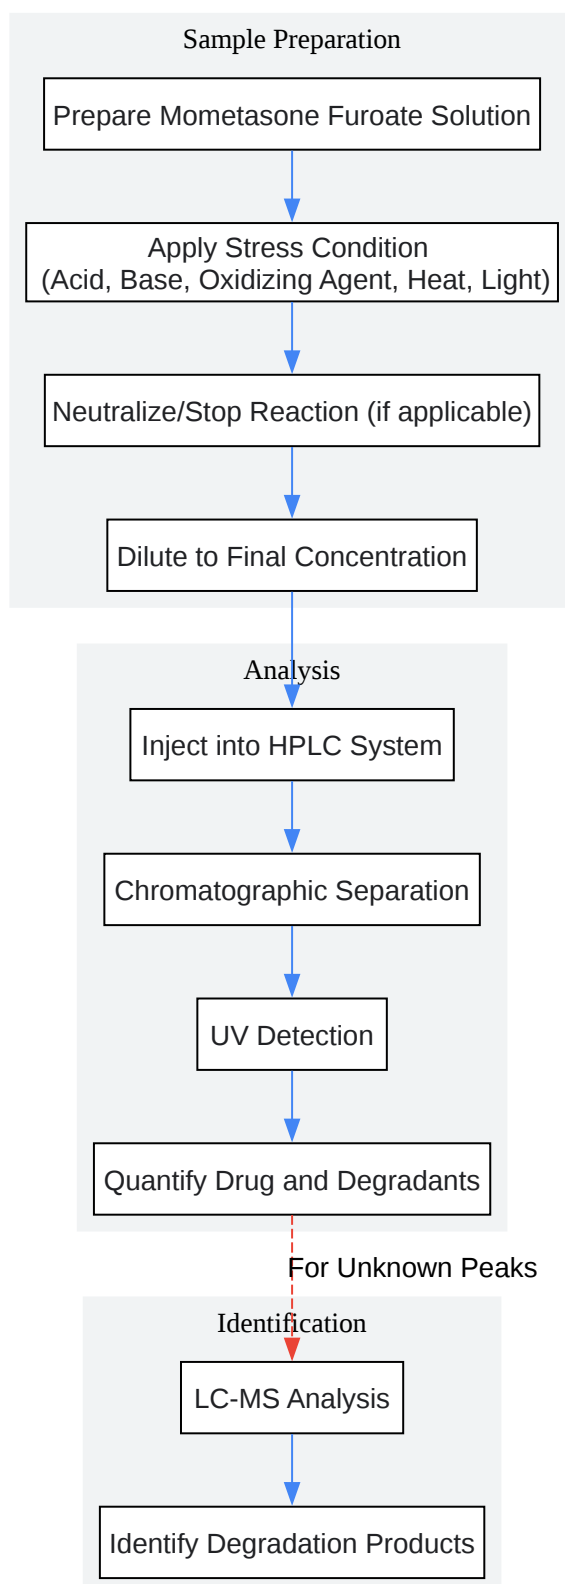 Sample Preparation
Prepare Mometasone Furoate Solution
Apply Stress Condition
(Acid, Base, Oxidizing Agent, Heat, Light)
Neutralize/Stop Reaction (if applicable)
Dilute to Final Concentration
Analysis
Inject into HPLC System
Chromatographic Separation
UV Detection
Quantify Drug and Degradants
For Unknown Peaks
Identification
LC-MS Analysis
Identify Degradation Products